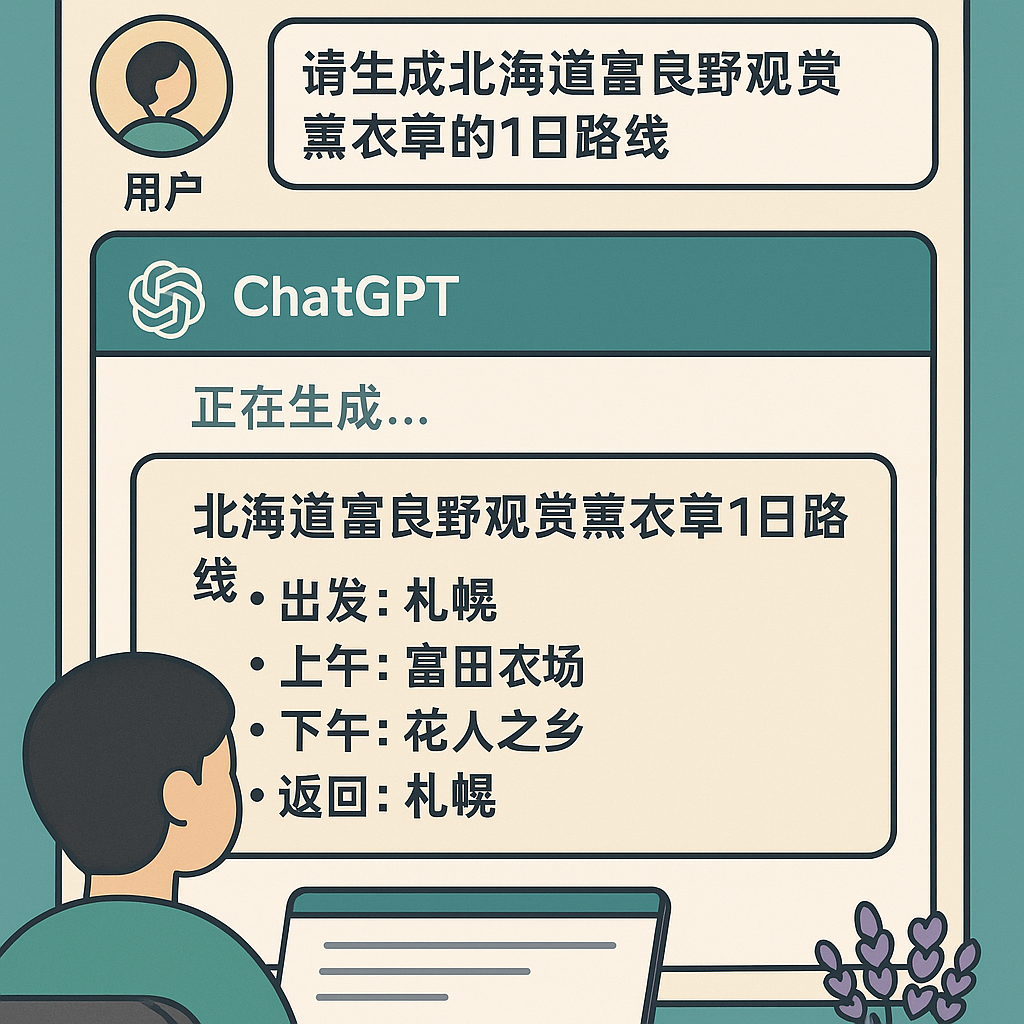 请生成北海道富良野观赏
薰衣草的1日路线
用户
ChatGPT
正在生成...
北海道富良野观赏薰衣草1日路
线
• 出发：札幌
• 上午：富田农场
• 下午：花人之乡
• 返回：札幌